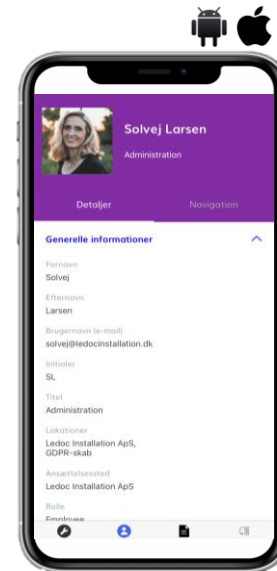 Solvej Larsen
Administration
Detaljer
Navigation
Generelle informationer
Fornavn
Solvej
Efternavn
Larsen
Brugernavn (e-mail)
solvej@ledocinstallation.dk
Initialer
SL
Titel
Administration
Lokationer
Ledoc Installation ApS,
GDPR-skab
Ansættelsessted
Ledoc Installation ApS
Rolle
Employee